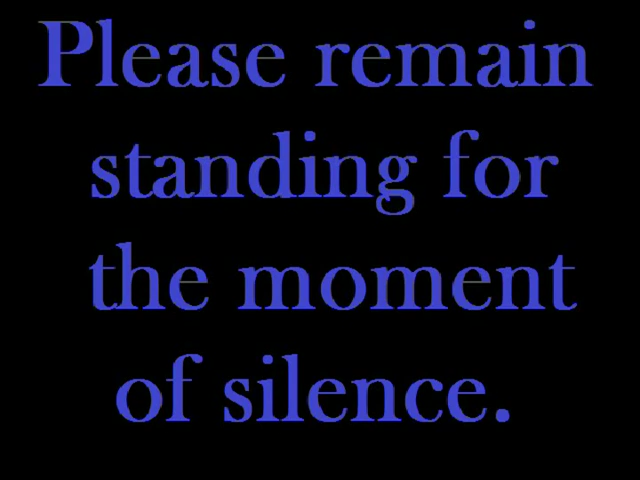 Please remain
standing for
the moment
of silence.